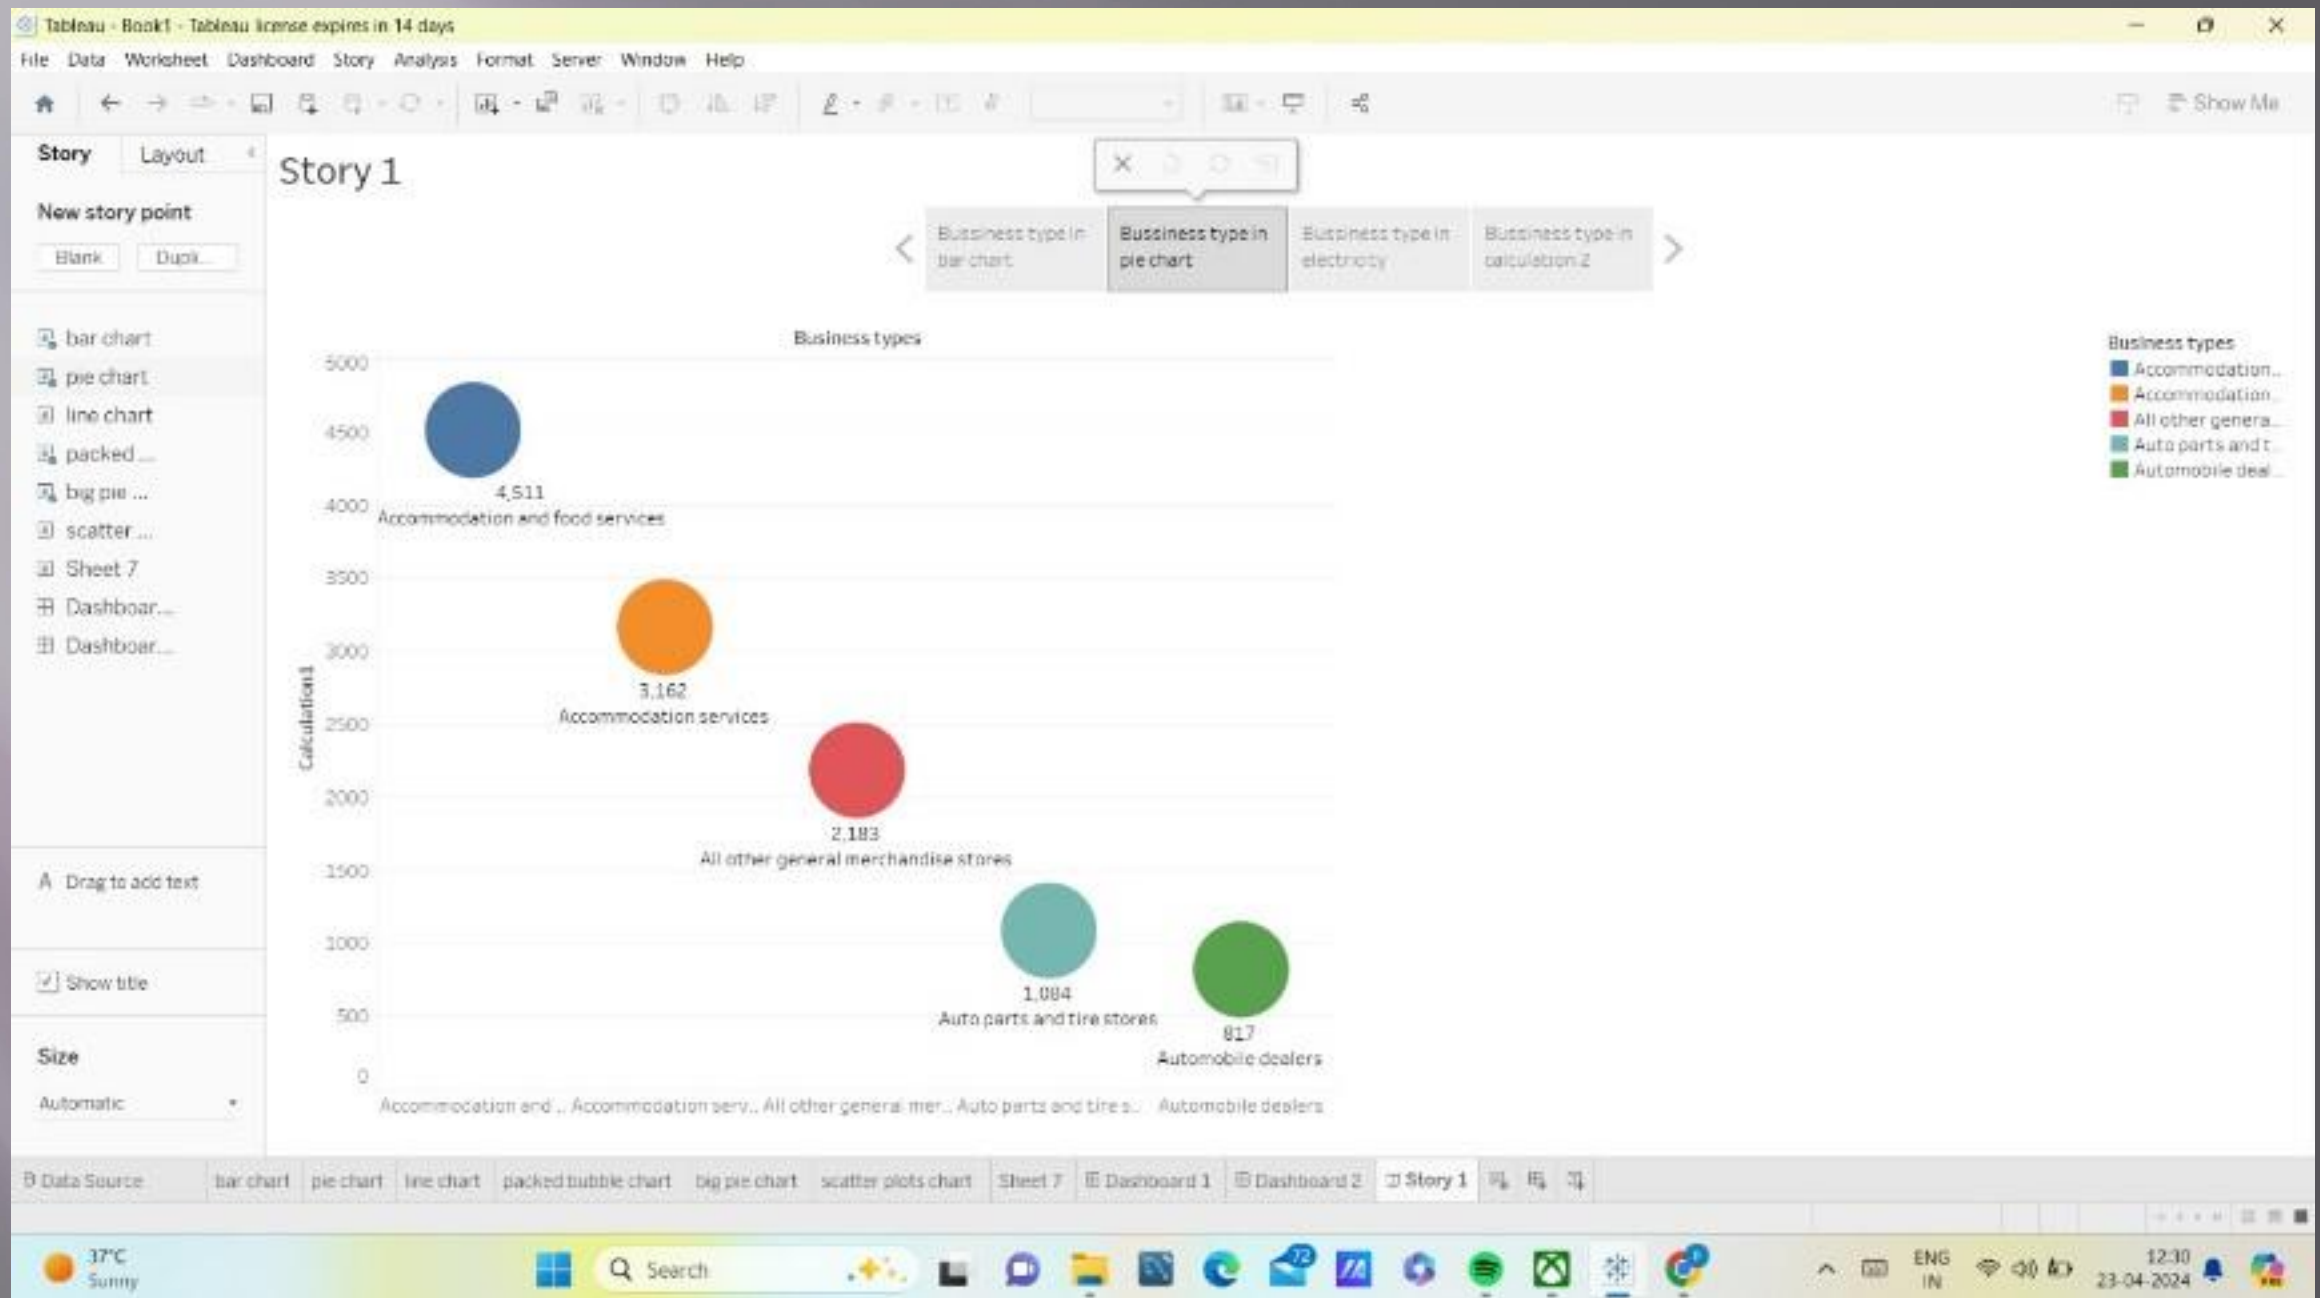 Tableau - Book1 - Tableau license expires in 14 days
File Data Worksheet Dashboard Story Analysis Format Server Window Help
Show Me
Story Layout
Story 1
New story point
Blank Dupli...
Bussiness type in
bar chart
Bussiness type in
pie chart
Bussiness type in
electricity
Bussiness type in
calculation 2
bar chart
pie chart
line chart
packed ...
big pie ...
scatter ...
Sheet 7
Dashboar...
Dashboar...
A Drag to add text
Show title
Size
Automatic
Business types
Calculation1
5000
4500
4000
3500
3000
2500
2000
1500
1000
500
0
4,511
Accommodation and food services
3,162
Accommodation services
2,183
All other general merchandise stores
1,084
Auto parts and tire stores
817
Automobile dealers
Accommodation and .. Accommodation serv.. All other general mer.. Auto parts and tire s.. Automobile dealers
Business types
Accommodation..
Accommodation..
All other genera..
Auto parts and t..
Automobile deal..
Data Source bar chart pie chart line chart packed bubble chart big pie chart scatter plots chart Sheet 7 Dashboard 1 Dashboard 2 Story 1
37°C
Sunny
Search
72
ENG
IN
12:30
23-04-2024